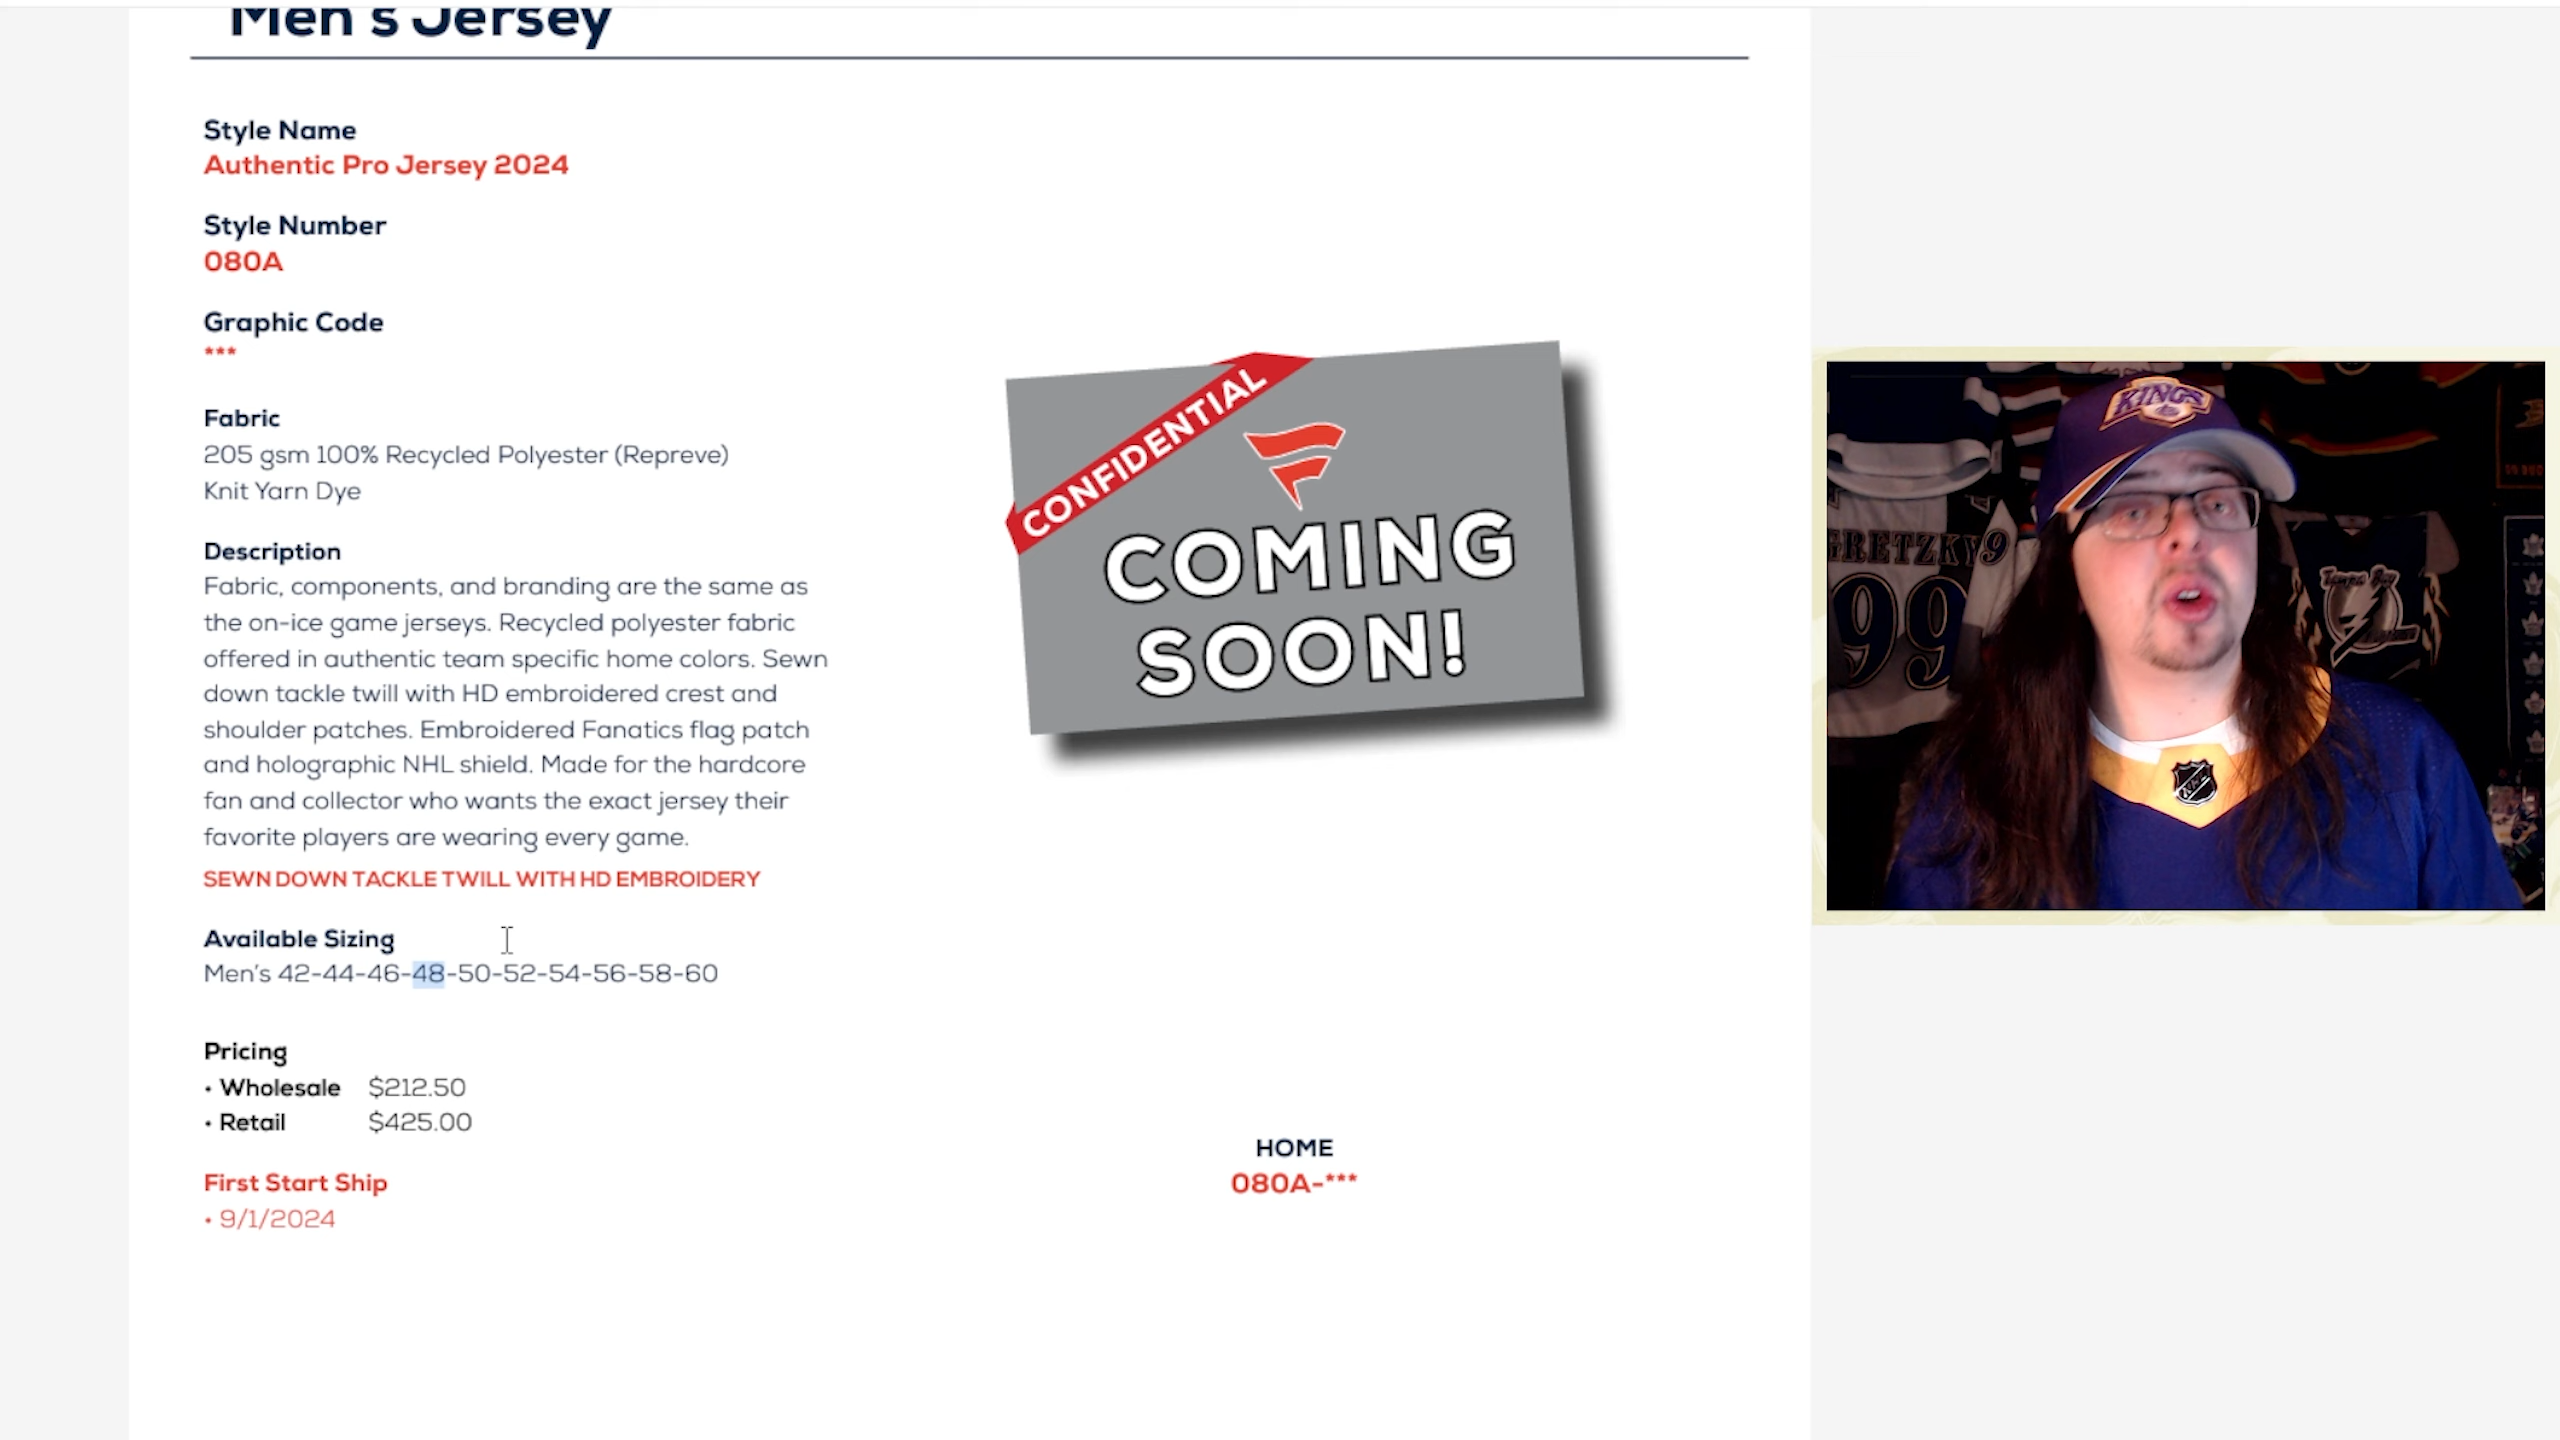 Men's Jersey
Style Name
Authentic Pro Jersey 2024
Style Number
080A
Graphic Code
***
Fabric
205 gsm 100% Recycled Polyester (Repreve)
Knit Yarn Dye
Description
Fabric, components, and branding are the same as
the on-ice game jerseys. Recycled polyester fabric
offered in authentic team specific home colors. Sewn
down tackle twill with HD embroidered crest and
shoulder patches. Embroidered Fanatics flag patch
and holographic NHL shield. Made for the hardcore
fan and collector who wants the exact jersey their
favorite players are wearing every game.
SEWN DOWN TACKLE TWILL WITH HD EMBROIDERY
Available Sizing
Men's 42-44-46-48-50-52-54-56-58-60
Pricing
• Wholesale $212.50
• Retail $425.00
First Start Ship
• 9/1/2024
CONFIDENTIAL
COMING
SOON!
HOME
080A-***
KINGS
GRETZKY
99
99
Tampa Bay
NHL